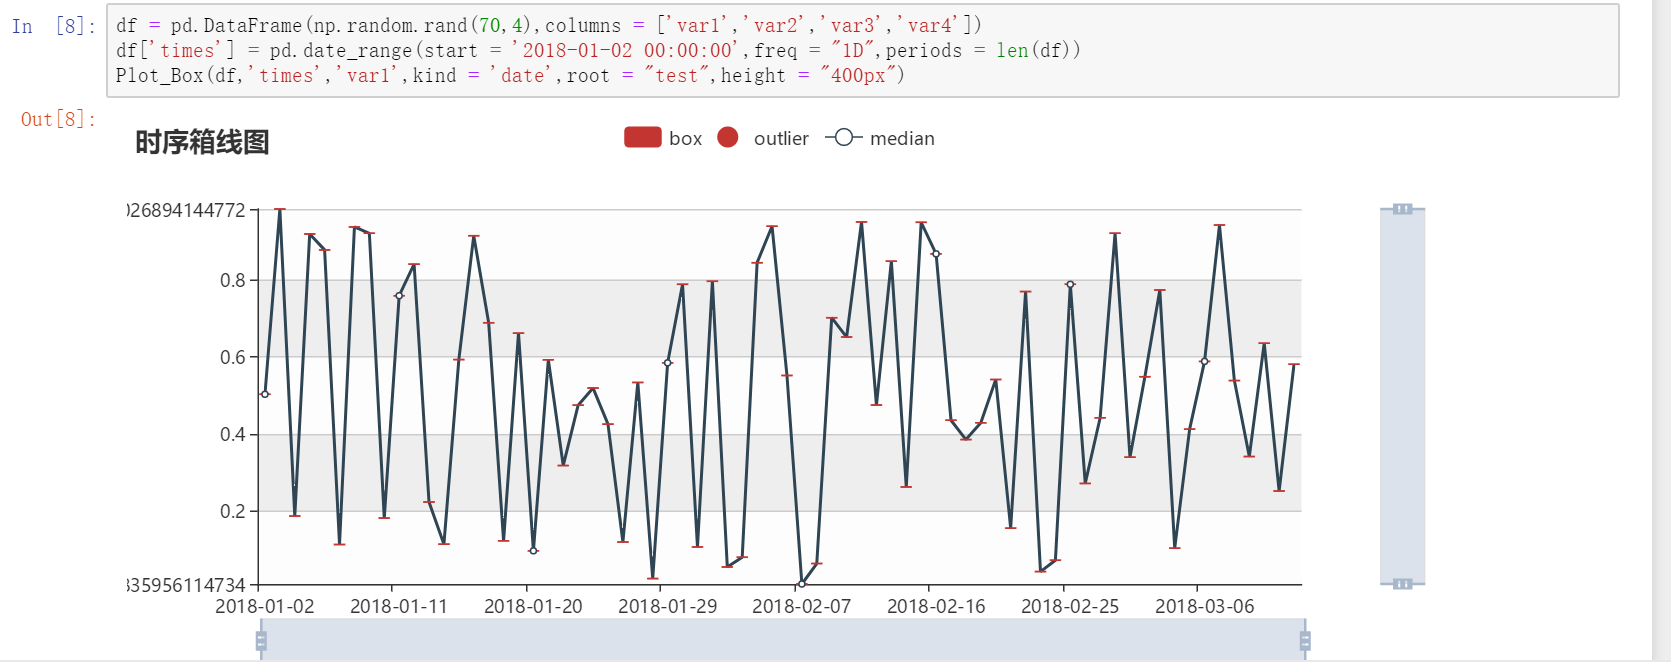 In [8]: df = pd.DataFrame(np.random.rand(70,4),columns = ['var1','var2','var3','var4'])
df['times'] = pd.date_range(start = '2018-01-02 00:00:00',freq = "1D",periods = len(df))
Plot_Box(df,'times','var1',kind = 'date',root = "test",height = "400px")
Out[8]:
时序箱线图
box outlier median
26894144772
0.8
0.6
0.4
0.2
35956114734
2018-01-02 2018-01-11 2018-01-20 2018-01-29 2018-02-07 2018-02-16 2018-02-25 2018-03-06